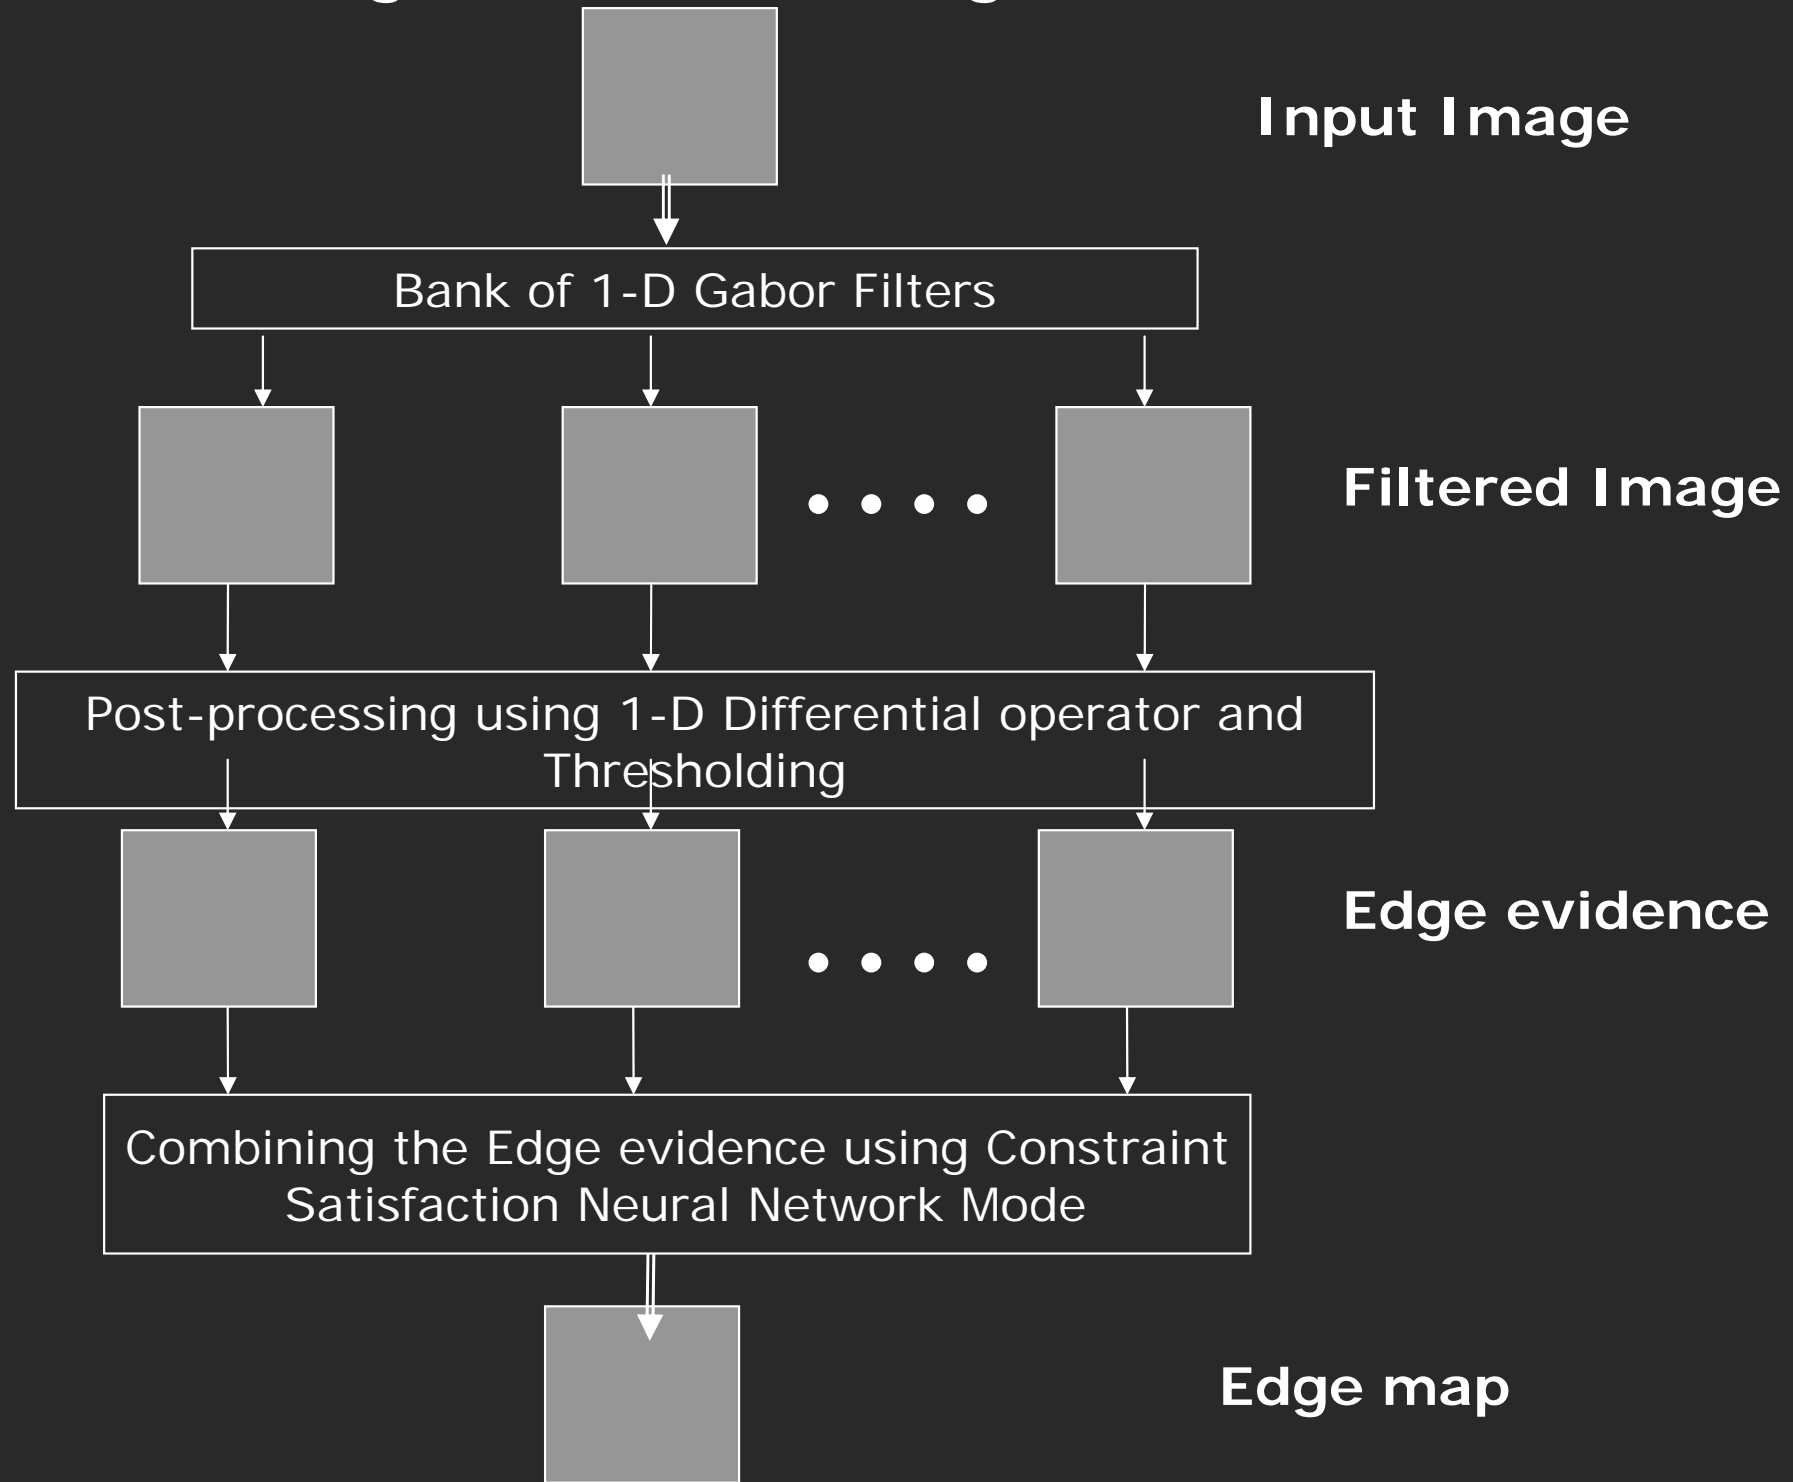 Input Image
Bank of 1-D Gabor Filters
Filtered Image
Post-processing using 1-D Differential operator and
Thresholding
Edge evidence
Combining the Edge evidence using Constraint
Satisfaction Neural Network Mode
Edge map